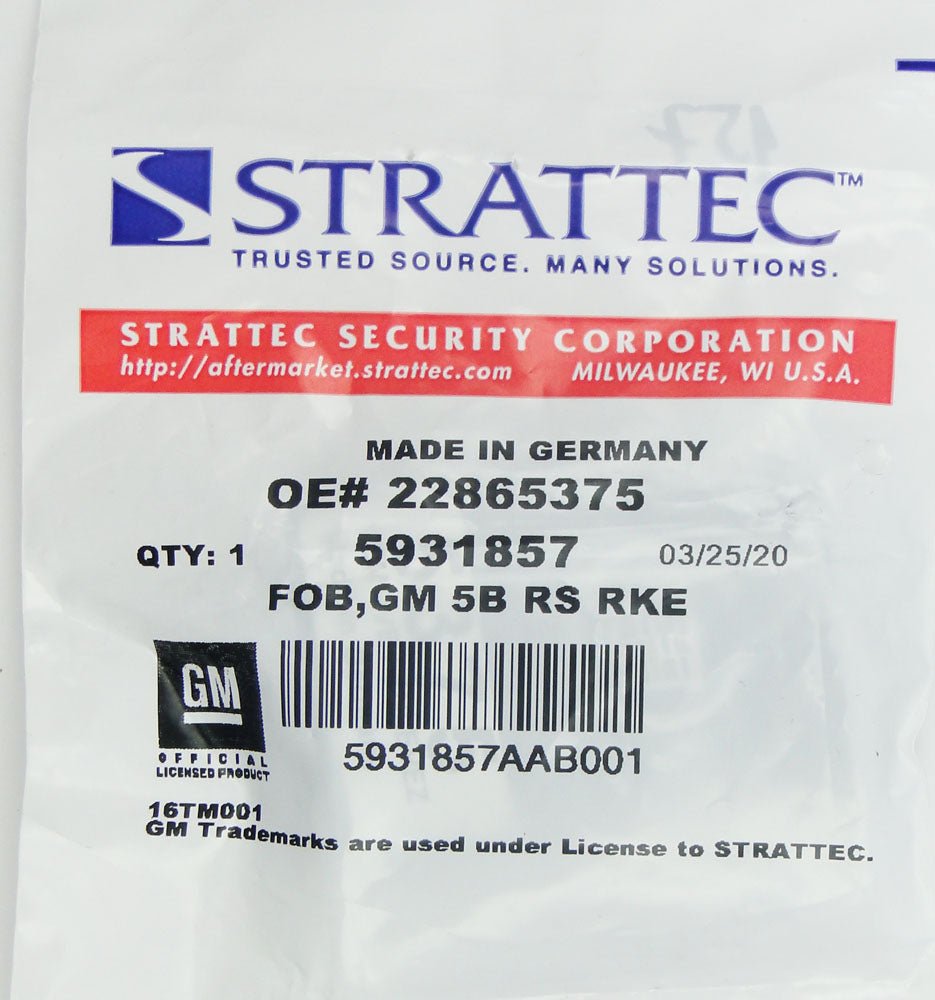 STRATTEC™
TRUSTED SOURCE. MANY SOLUTIONS.
STRATTEC SECURITY CORPORATION
http://aftermarket.strattec.com MILWAUKEE, WI U.S.A.
MADE IN GERMANY
OE# 22865375
QTY: 1 5931857 03/25/20
FOB,GM 5B RS RKE
GM
OFFICIAL
LICENSED PRODUCT
5931857AAB001
16TM001
GM Trademarks are used under License to STRATTEC.